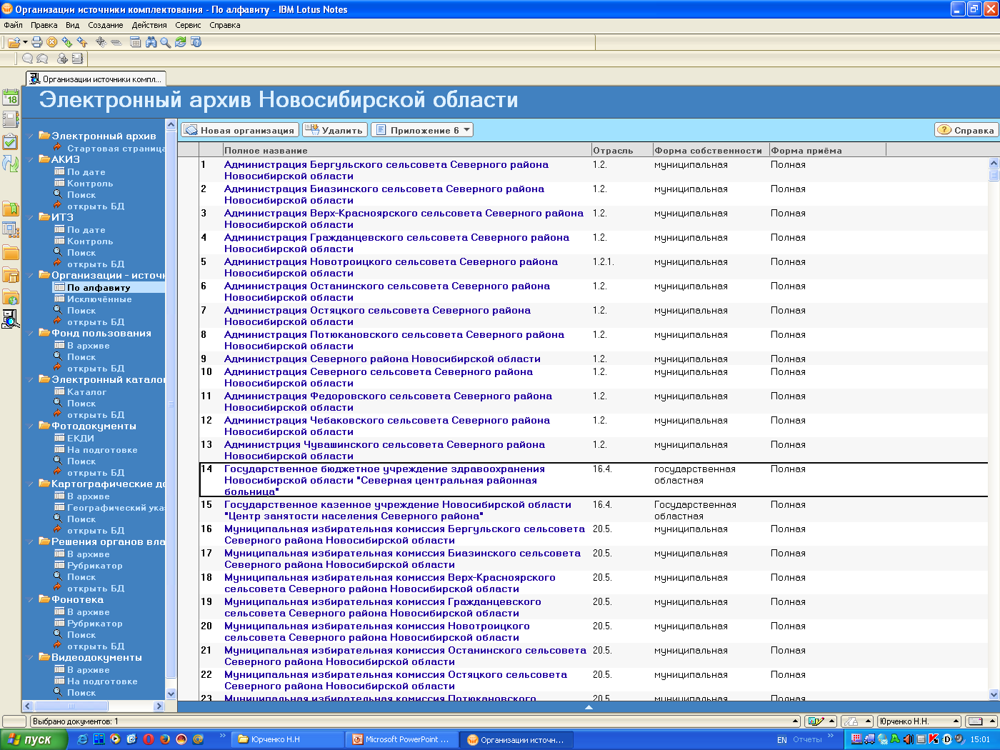 Организации источники комплектования - По алфавиту - IBM Lotus Notes
Файл Правка Вид Создание Действия Сервис Справка
Организации источники компл...
18
Электронный архив Новосибирской области
Электронный архив
Стартовая страница
АКИЗ
По дате
Контроль
Поиск
открыть БД
ИТЗ
По дате
Контроль
Поиск
открыть БД
Организации - источн
По алфавиту
Исключённые
Поиск
открыть БД
Фонд пользования
В архиве
Поиск
открыть БД
Электронный каталог
Каталог
Поиск
открыть БД
Фотодокументы
ЕКДИ
На подготовке
Поиск
открыть БД
Картографические до
В архиве
Географический ука
Поиск
открыть БД
Решения органов вла
В архиве
Рубрикатор
Поиск
открыть БД
Фонотека
В архиве
Рубрикатор
Поиск
открыть БД
Видеодокументы
В архиве
На подготовке
Поиск
Новая организация Удалить Приложение 6 Справка
Полное название Отрасль Форма собственности Форма приёма
1 Администрация Бергульского сельсовета Северного района 1.2. муниципальная Полная
Новосибирской области
2 Администрация Биазинского сельсовета Северного района 1.2. муниципальная Полная
Новосибирской области
3 Администрация Верх-Красноярского сельсовета Северного района 1.2. муниципальная Полная
Новосибирской области
4 Администрация Гражданцевского сельсовета Северного района 1.2. муниципальная Полная
Новосибирской области
5 Администрация Новотроицкого сельсовета Северного района 1.2.1. муниципальная Полная
Новосибирской области
6 Администрация Останинского сельсовета Северного района 1.2. муниципальная Полная
Новосибирской области
7 Администрация Остяцкого сельсовета Северного района 1.2. муниципальная Полная
Новосибирской области
8 Администрация Потюкановского сельсовета Северного района 1.2. муниципальная Полная
Новосибирской области
9 Администрация Северного района Новосибирской области 1.2. муниципальная Полная
10 Администрация Северного сельсовета Северного района 1.2. муниципальная Полная
Новосибирской области
11 Администрация Федоровского сельсовета Северного района 1.2. муниципальная Полная
Новосибирской области
12 Администрация Чебаковского сельсовета Северного района 1.2. муниципальная Полная
Новосибирской области
13 Администрция Чувашинского сельсовета Северного района 1.2. муниципальная Полная
Новосибирской области
14 Государственное бюджетное учреждение здравоохранения 16.4. государственная Полная
Новосибирской области "Северная центральная районная областная
больница"
15 Государственное казенное учреждение Новосибирской области 16.4. Государственная Полная
"Центр занятости населения Северного района" областная
16 Муниципальная избирательная комиссия Бергульского сельсовета 20.5. муниципальная Полная
Северного района Новосибирской области
17 Муниципальная избирательная комиссия Биазинского сельсовета 20.5. муниципальная Полная
Северного района Новосибирской области
18 Муниципальная избирательная комиссия Верх-Красноярского 20.5. муниципальная Полная
сельсовета Северного района Новосибирской области
19 Муниципальная избирательная комиссия Гражданцевского 20.5. муниципальная Полная
сельсовета Северного района Новосибирской области
20 Муниципальная избирательная комиссия Новотроицкого 20.5. муниципальная Полная
сельсовета Северного района Новосибирской области
21 Муниципальная избирательная комиссия Останинского сельсовета 20.5. муниципальная Полная
Северного района Новосибирской области
22 Муниципальная избирательная комиссия Остяцкого сельсовета 20.5. муниципальная Полная
Северного района Новосибирской области
23 Муниципальная избирательная комиссия Потюкановского 20.5. муниципальная Полная
Выбрано документов: 1 Юрченко Н.Н.
пуск Юрченко Н.Н Microsoft PowerPoint ... Организации источн... EN Отчеты 15:01